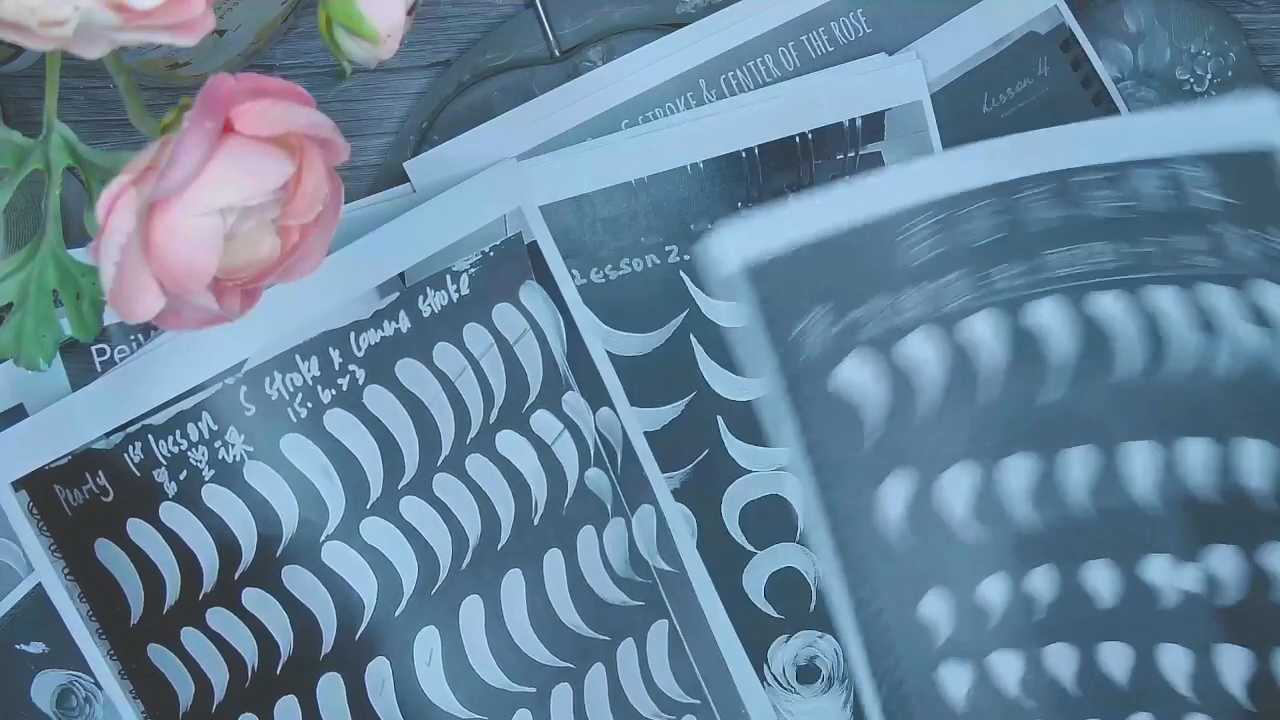 STROKE & CENTER OF THE ROSE
Lesson 4
Lesson 2.
Pei
S stroke & Comma stroke
15.6.23
Pearly 1st lesson
第一堂课